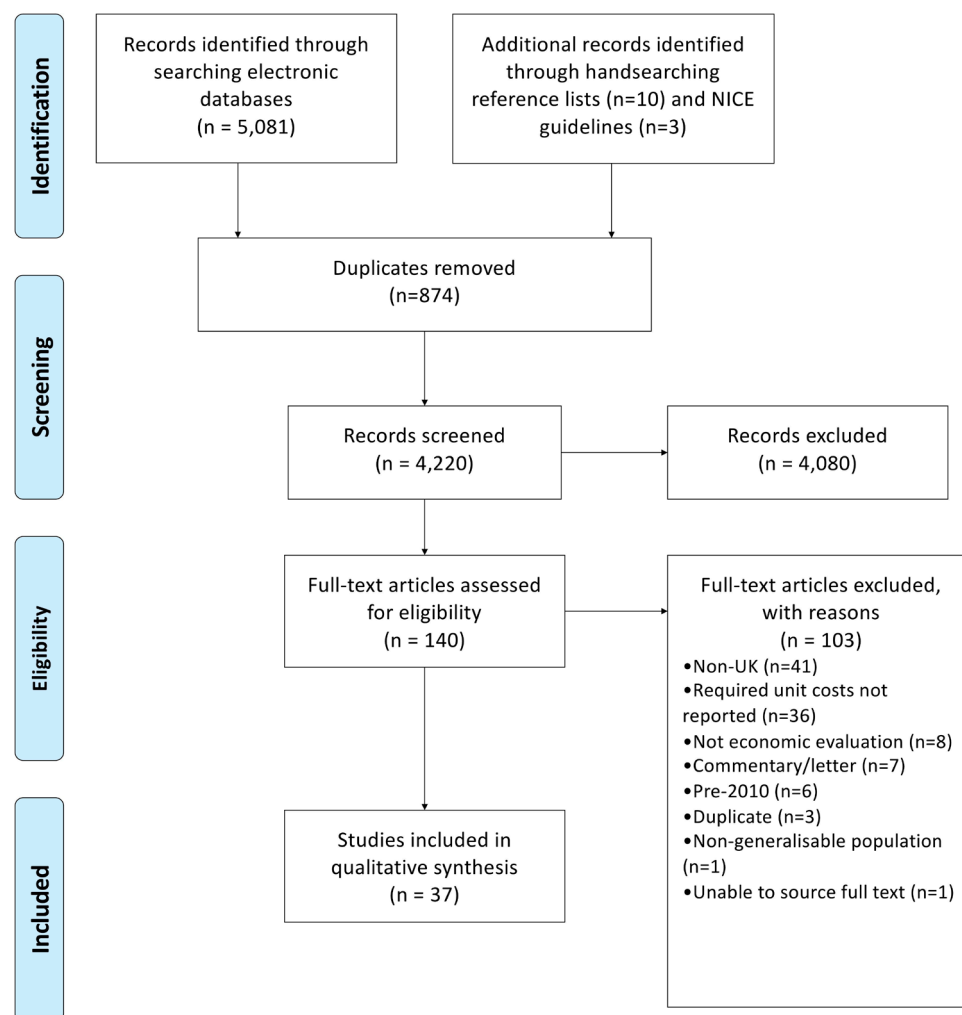 Identification
Records identified through
searching electronic
databases
(n = 5,081)
Additional records identified
through handsearching
reference lists (n=10) and NICE
guidelines (n=3)
Duplicates removed
(n=874)
Screening
Records screened
(n = 4,220)
Records excluded
(n = 4,080)
Eligibility
Full-text articles assessed
for eligibility
(n = 140)
Full-text articles excluded,
with reasons
(n = 103)
•Non-UK (n=41)
•Required unit costs not
reported (n=36)
•Not economic evaluation (n=8)
•Commentary/letter (n=7)
•Pre-2010 (n=6)
•Duplicate (n=3)
•Non-generalisable population
(n=1)
•Unable to source full text (n=1)
Included
Studies included in
qualitative synthesis
(n = 37)